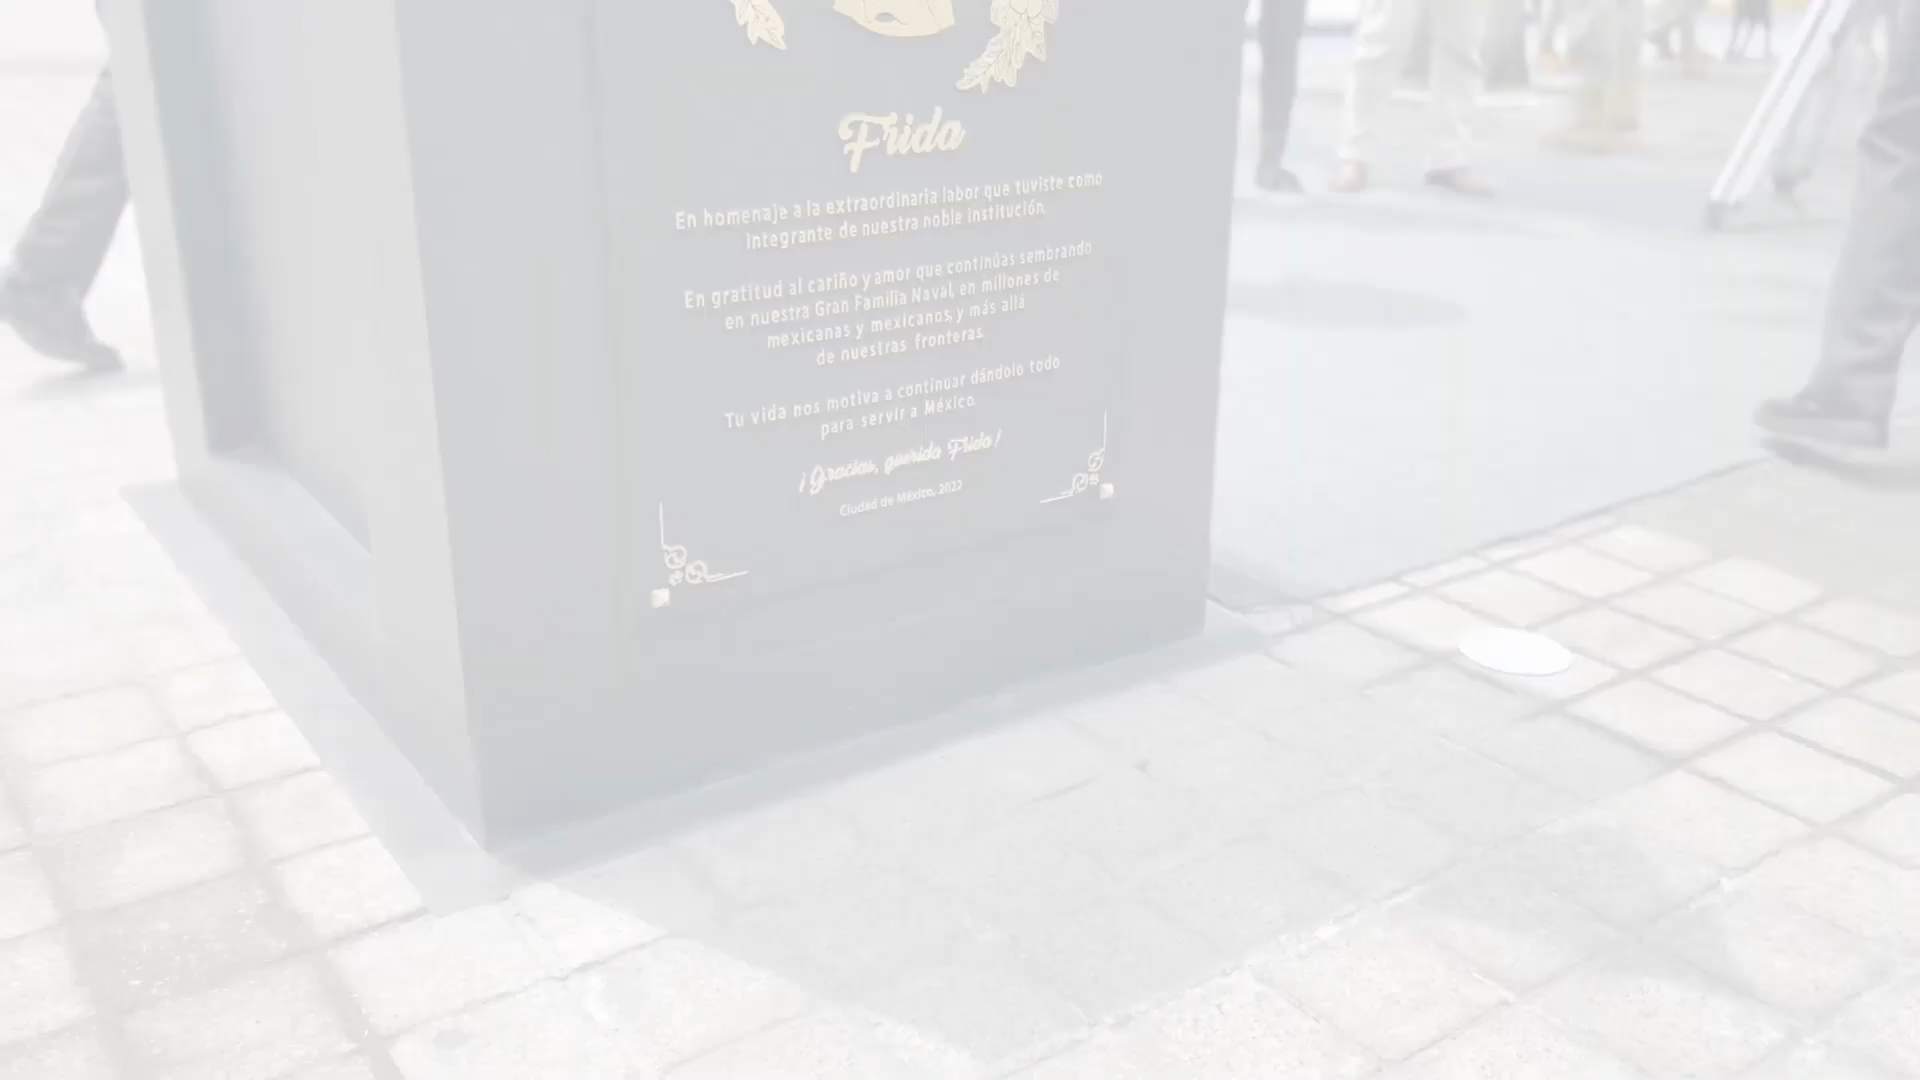 Frida
En homenaje a la extraordinaria labor que tuviste como
integrante de nuestra noble institución.
En gratitud al cariño y amor que continúas sembrando
en nuestra Gran Familia Naval, en millones de
mexicanas y mexicanos, y más allá
de nuestras fronteras.
Tu vida nos motiva a continuar dándolo todo
para servir a México.
¡Gracias, querida Frida!
Ciudad de México, 2022